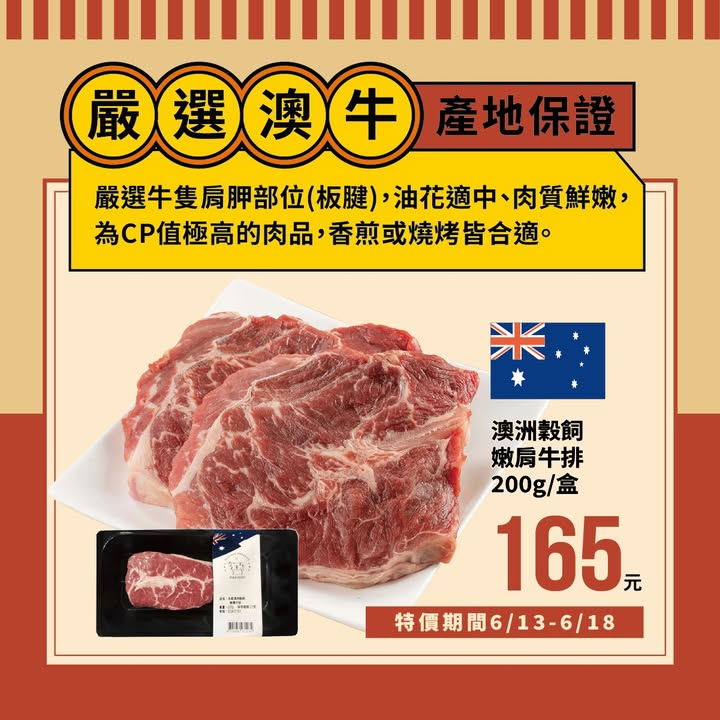 嚴選澳牛 產地保證
嚴選牛隻肩胛部位(板腱),油花適中、肉質鮮嫩,
為CP值極高的肉品,香煎或燒烤皆合適。
澳洲穀飼
嫩肩牛排
200g/盒
165元
特價期間6/13-6/18